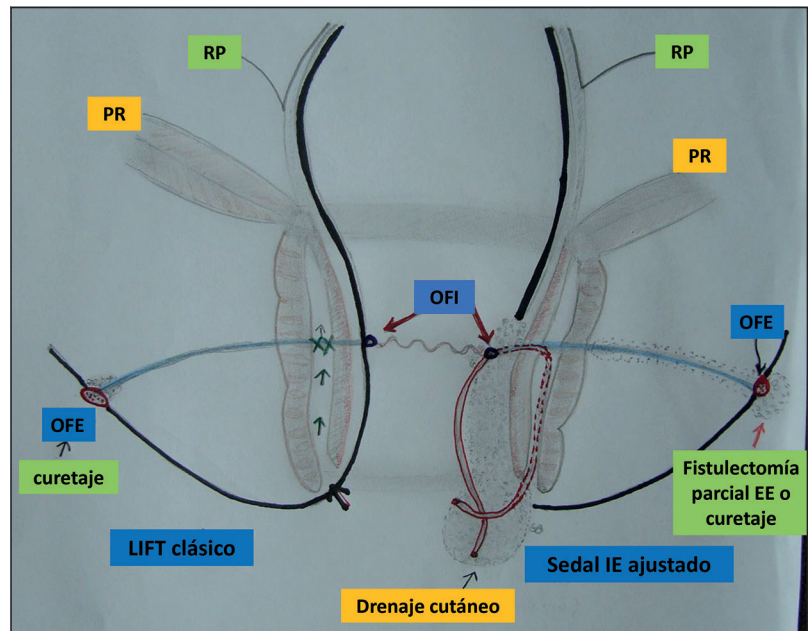 RP
RP
PR
PR
OFI
OFE
OFE
curetaje
Fistulectomía
parcial EE o
curetaje
LIFT clásico
Sedal IE ajustado
Drenaje cutáneo